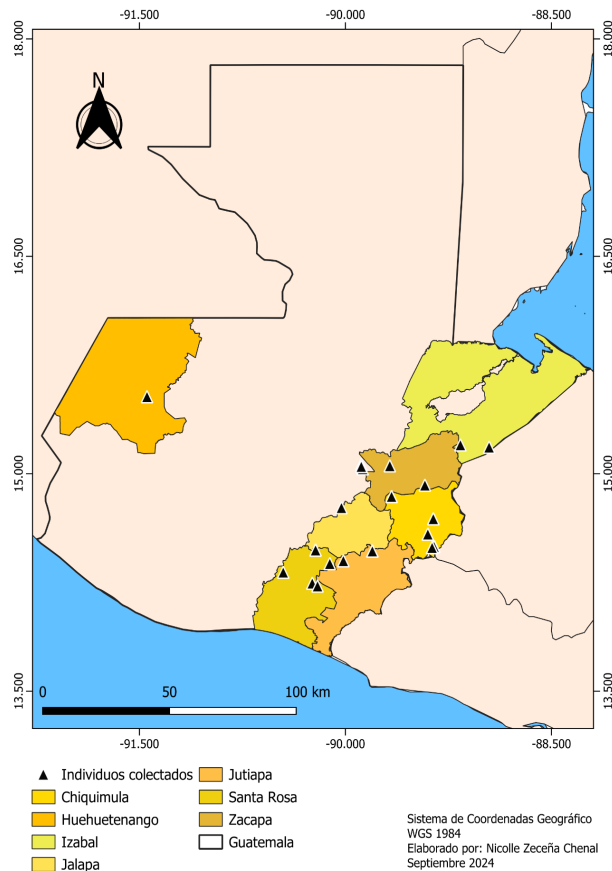 -91.500 -90.000 -88.500
18.000 18.000
N
16.500 16.500
15.000 15.000
13.500 13.500
0 50 100 km
-91.500 -90.000 -88.500
Individuos colectados
Chiquimula
Huehuetenango
Izabal
Jalapa
Jutiapa
Santa Rosa
Zacapa
Guatemala
Sistema de Coordenadas Geográfico
WGS 1984
Elaborado por: Nicolle Zeceña Chenal
Septiembre 2024